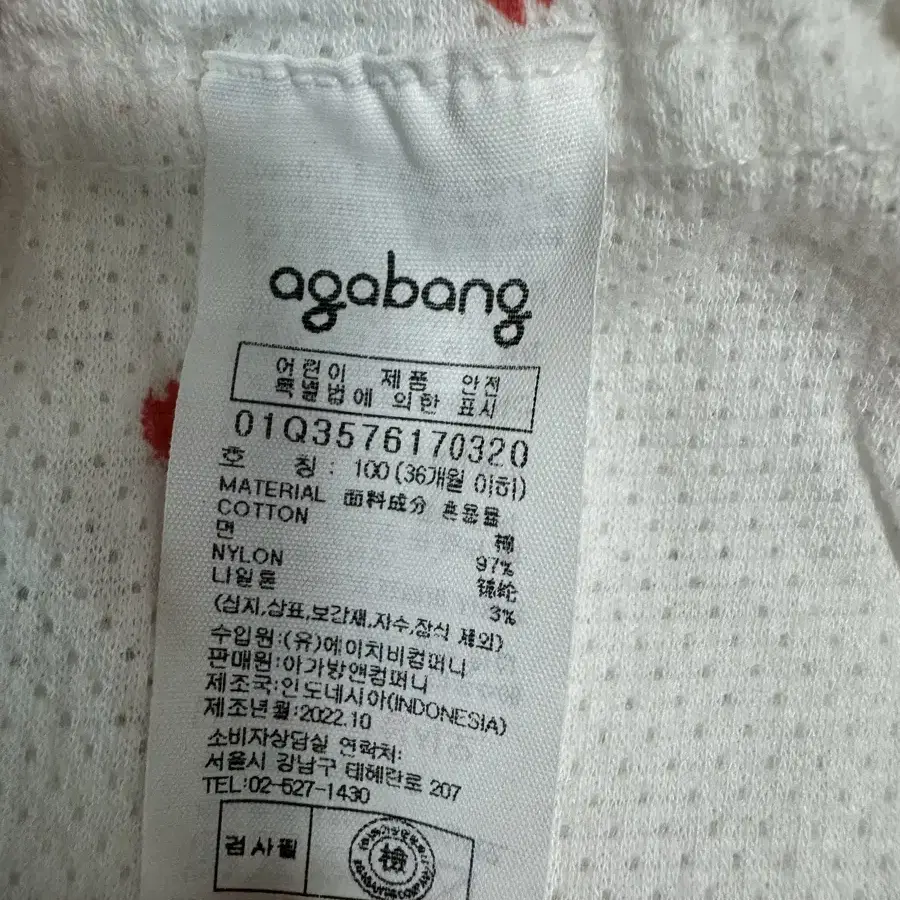 agabang
어린이 제품 안전
특별법에 의한 표시
01Q3576170320
호 칭 : 100 (36개월 이하)
MATERIAL 面料成分 혼용율
COTTON 棉
면 97%
NYLON 锦纶
나일론 3%
(심지,상표,보강재,자수,장식 제외)
수입원:(유)에이치비컴퍼니
판매원:아가방앤컴퍼니
제조국:인도네시아(INDONESIA)
제조년월:2022.10
소비자상담실 연락처:
서울시 강남구 테헤란로 207
TEL:02-527-1430
검사필
檢